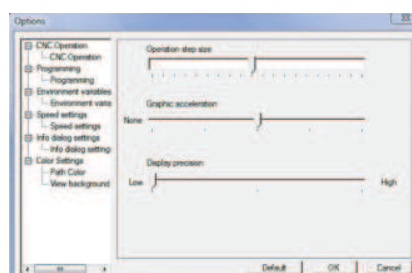 Options
CNC Operation
CNC Operation
Programming
Programming
Environment variables
Environment varia
Speed settings
Speed settings
Info dialog settings
Info dialog setting
Color Settings
Path Color
View background
Operation step size
Graphic acceleration
None
Display precision
Low
High
Default
OK
Cancel